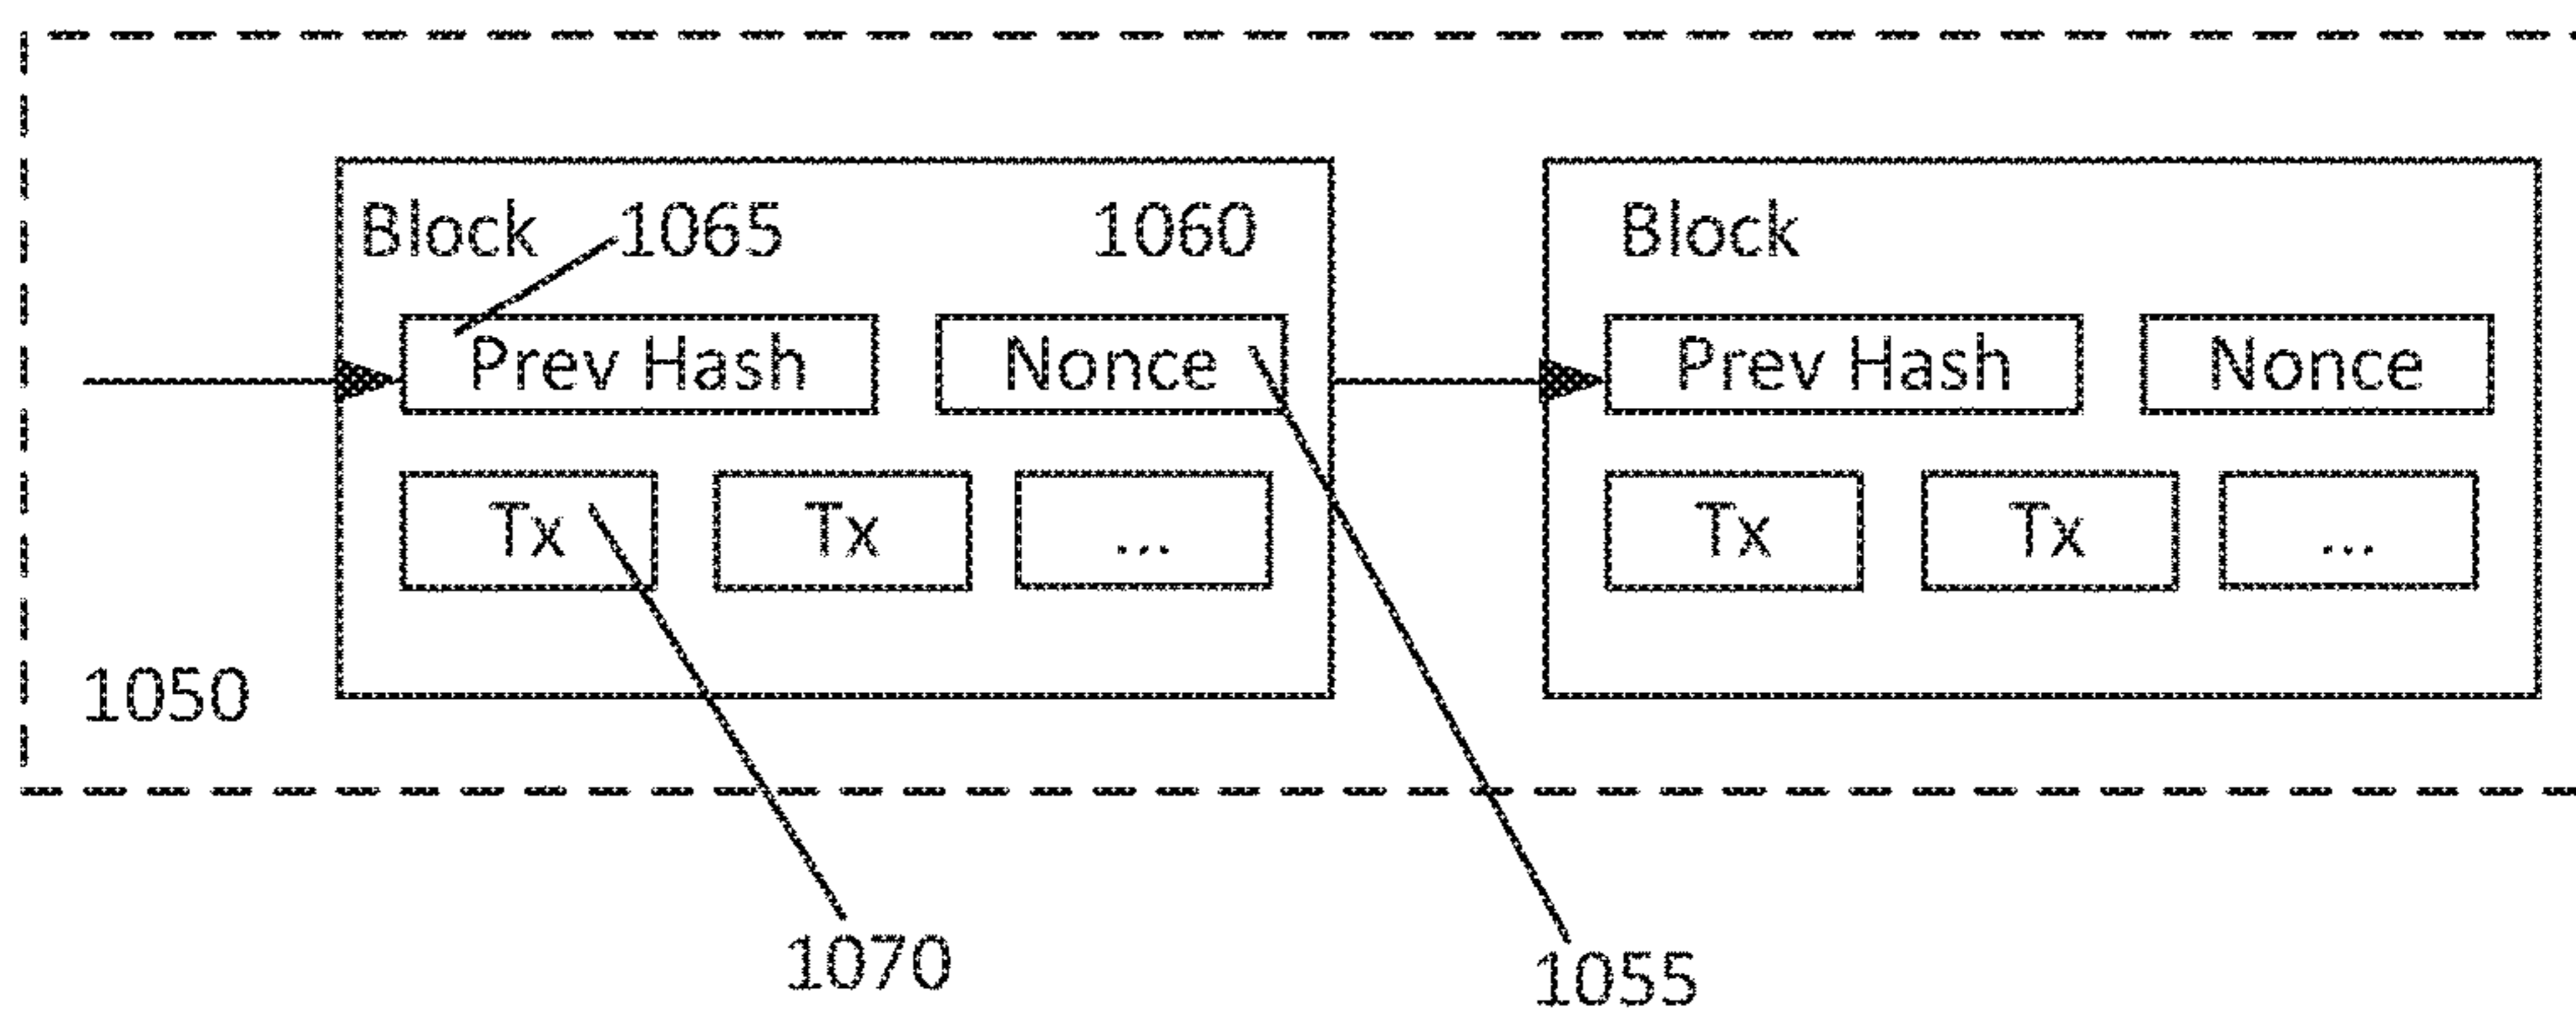 Block 1065 1060 Block
Prev Hash Nonce Prev Hash Nonce
Tx Tx ... Tx Tx ...
1050
1070 1055